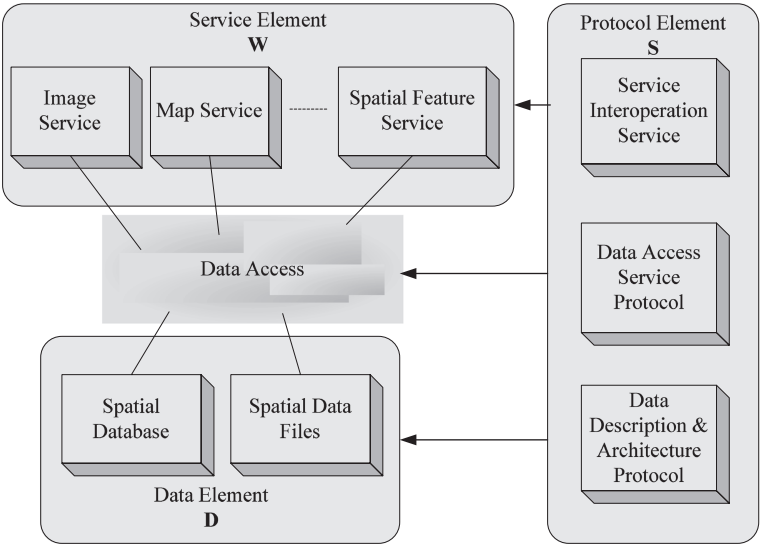 Service Element
W
Image
Service
Map Service
Spatial Feature
Service
Data Access
Spatial
Database
Spatial Data
Files
Data Element
D
Protocol Element
S
Service
Interoperation
Service
Data Access
Service
Protocol
Data
Description &
Architecture
Protocol